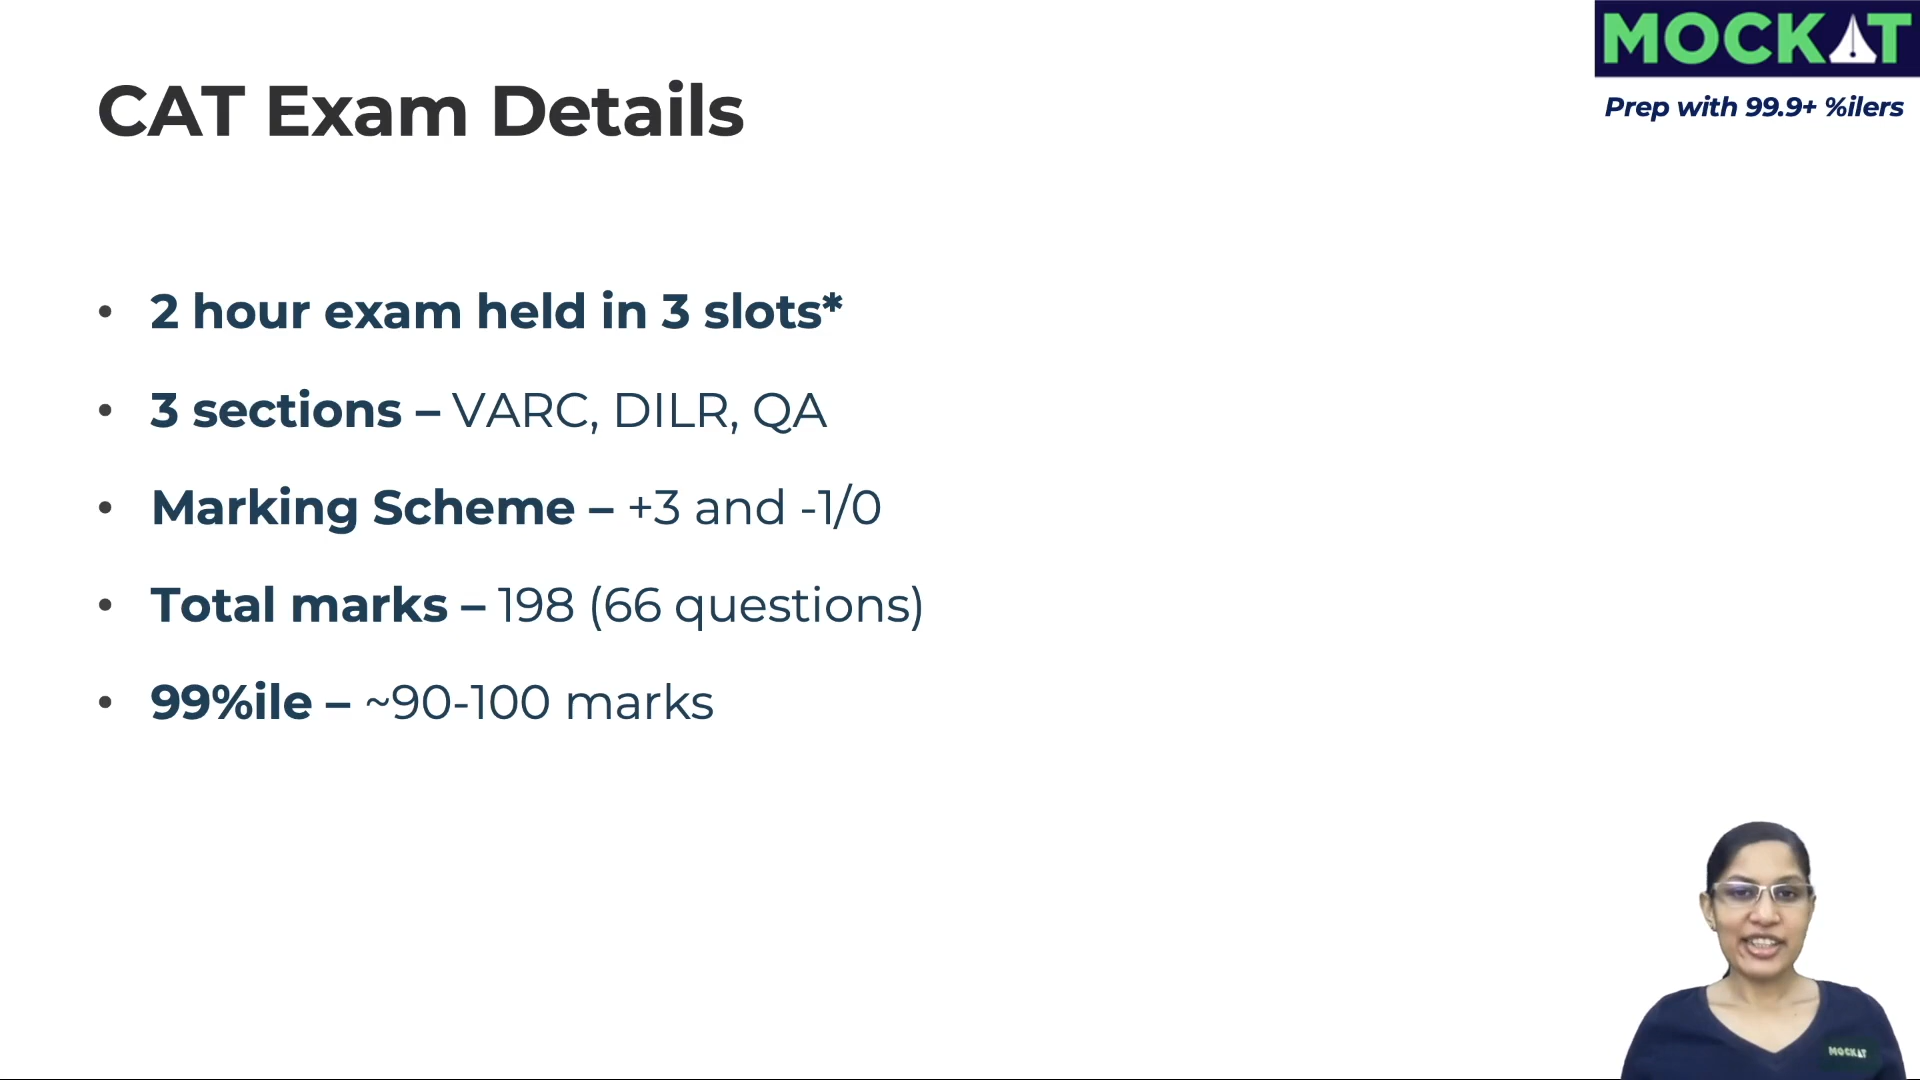 MOCKAT
Prep with 99.9+ %ilers
CAT Exam Details
• 2 hour exam held in 3 slots*
• 3 sections – VARC, DILR, QA
• Marking Scheme – +3 and -1/0
• Total marks – 198 (66 questions)
• 99%ile – ~90-100 marks
MOCKAT